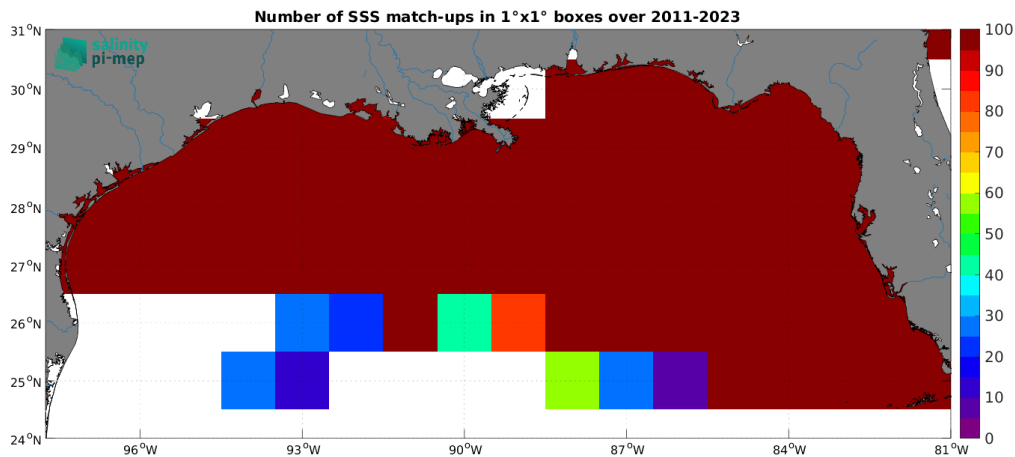 Number of SSS match-ups in 1°x1° boxes over 2011-2023
salinity
pi-mep
31°N
30°N
29°N
28°N
27°N
26°N
25°N
24°N
96°W
93°W
90°W
87°W
84°W
81°W
100
90
80
70
60
50
40
30
20
10
0